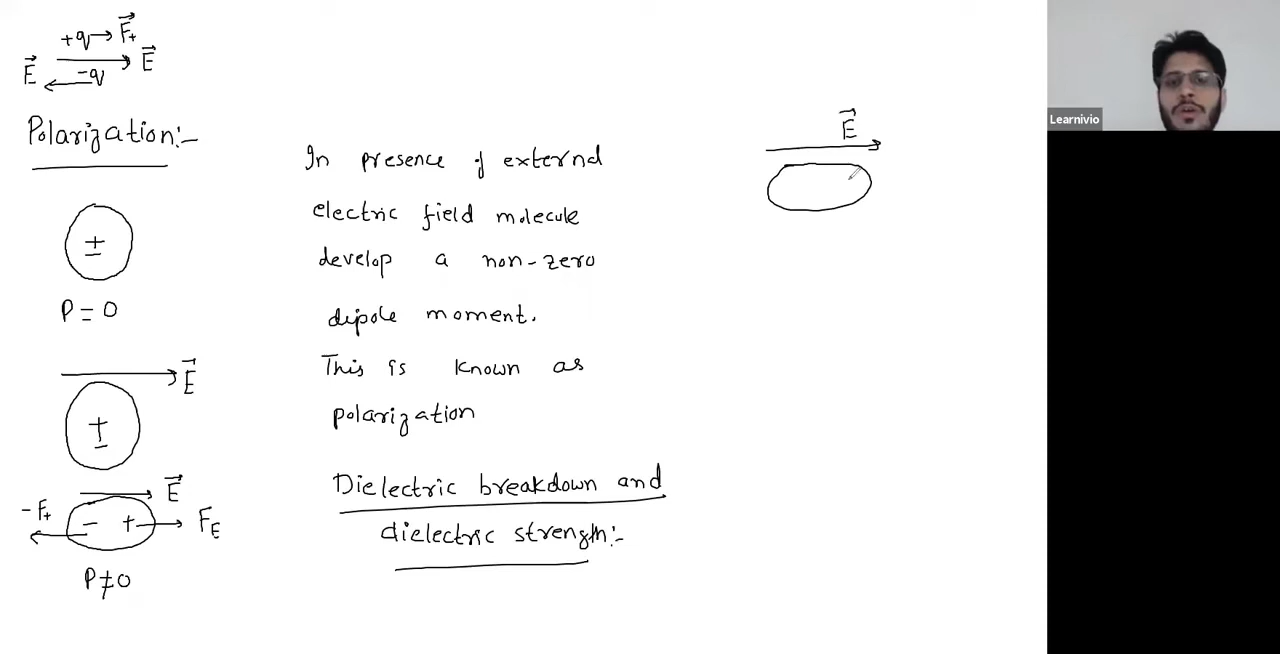 +q→ F⃗+
E⃗ E⃗
-q
Polarization:-
±
P = 0
E⃗
±
E⃗
-F+ - + FE
P≠0
In presence of external
electric field molecule
develop a non-zero
dipole moment.
This is known as
polarization
Dielectric breakdown and
dielectric strength:-
E⃗
Learnivio